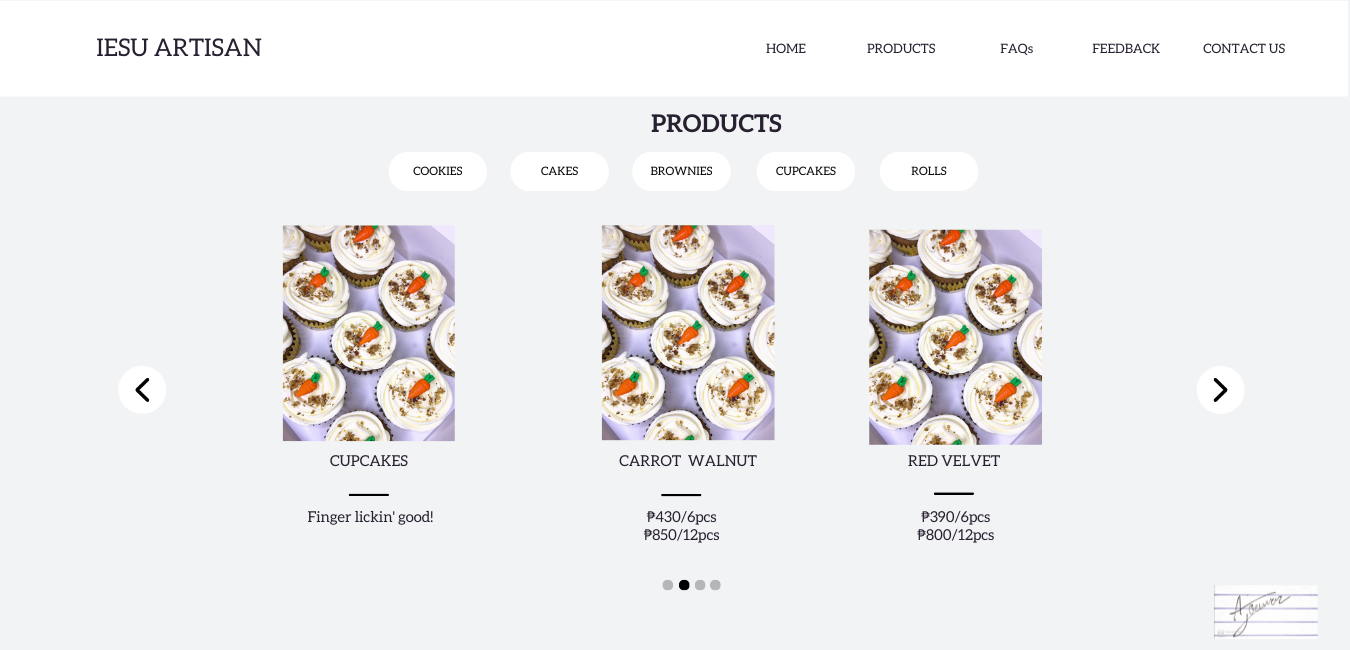 IESU ARTISAN
HOME PRODUCTS FAQs FEEDBACK CONTACT US
PRODUCTS
COOKIES CAKES BROWNIES CUPCAKES ROLLS
CUPCAKES
Finger lickin' good!
CARROT WALNUT
₱430/6pcs
₱850/12pcs
RED VELVET
₱390/6pcs
₱800/12pcs